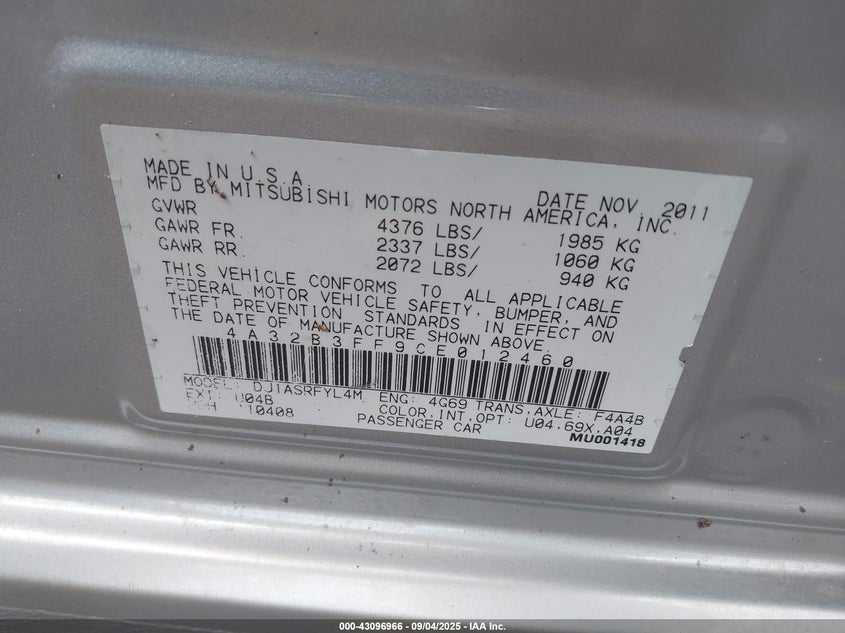 MADE IN U.S.A DATE NOV 2011
MFD BY MITSUBISHI MOTORS NORTH AMERICA, INC.
GVWR 4376 LBS/ 1985 KG
GAWR FR. 2337 LBS/ 1060 KG
GAWR RR. 2072 LBS/ 940 KG
THIS VEHICLE CONFORMS TO ALL APPLICABLE
FEDERAL MOTOR VEHICLE SAFETY, BUMPER, AND
THEFT PREVENTION STANDARDS IN EFFECT ON
THE DATE OF MANUFACTURE SHOWN ABOVE.
4A32B3FF9CE012460
MODEL: DJ1ASRFYL4M ENG: 4G69 TRANS,AXLE: F4A4B
EXT: U04B COLOR,INT,OPT: U04,69X,A04
10408 PASSENGER CAR
MU001418
000-43096966 - 09/04/2025 - IAA Inc.